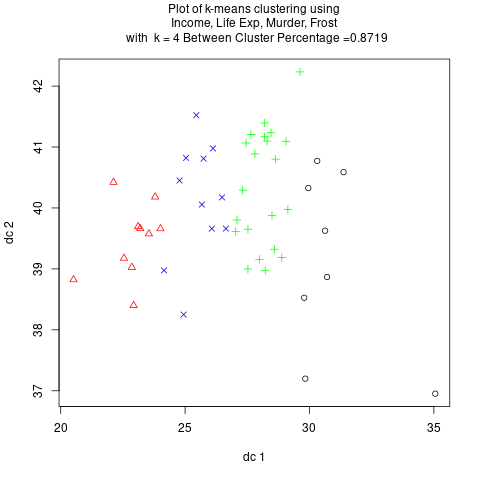 Plot of k-means clustering using
Income, Life Exp, Murder, Frost
with k = 4 Between Cluster Percentage =0.8719
42
41
40
39
38
37
dc 2
20
25
30
35
dc 1